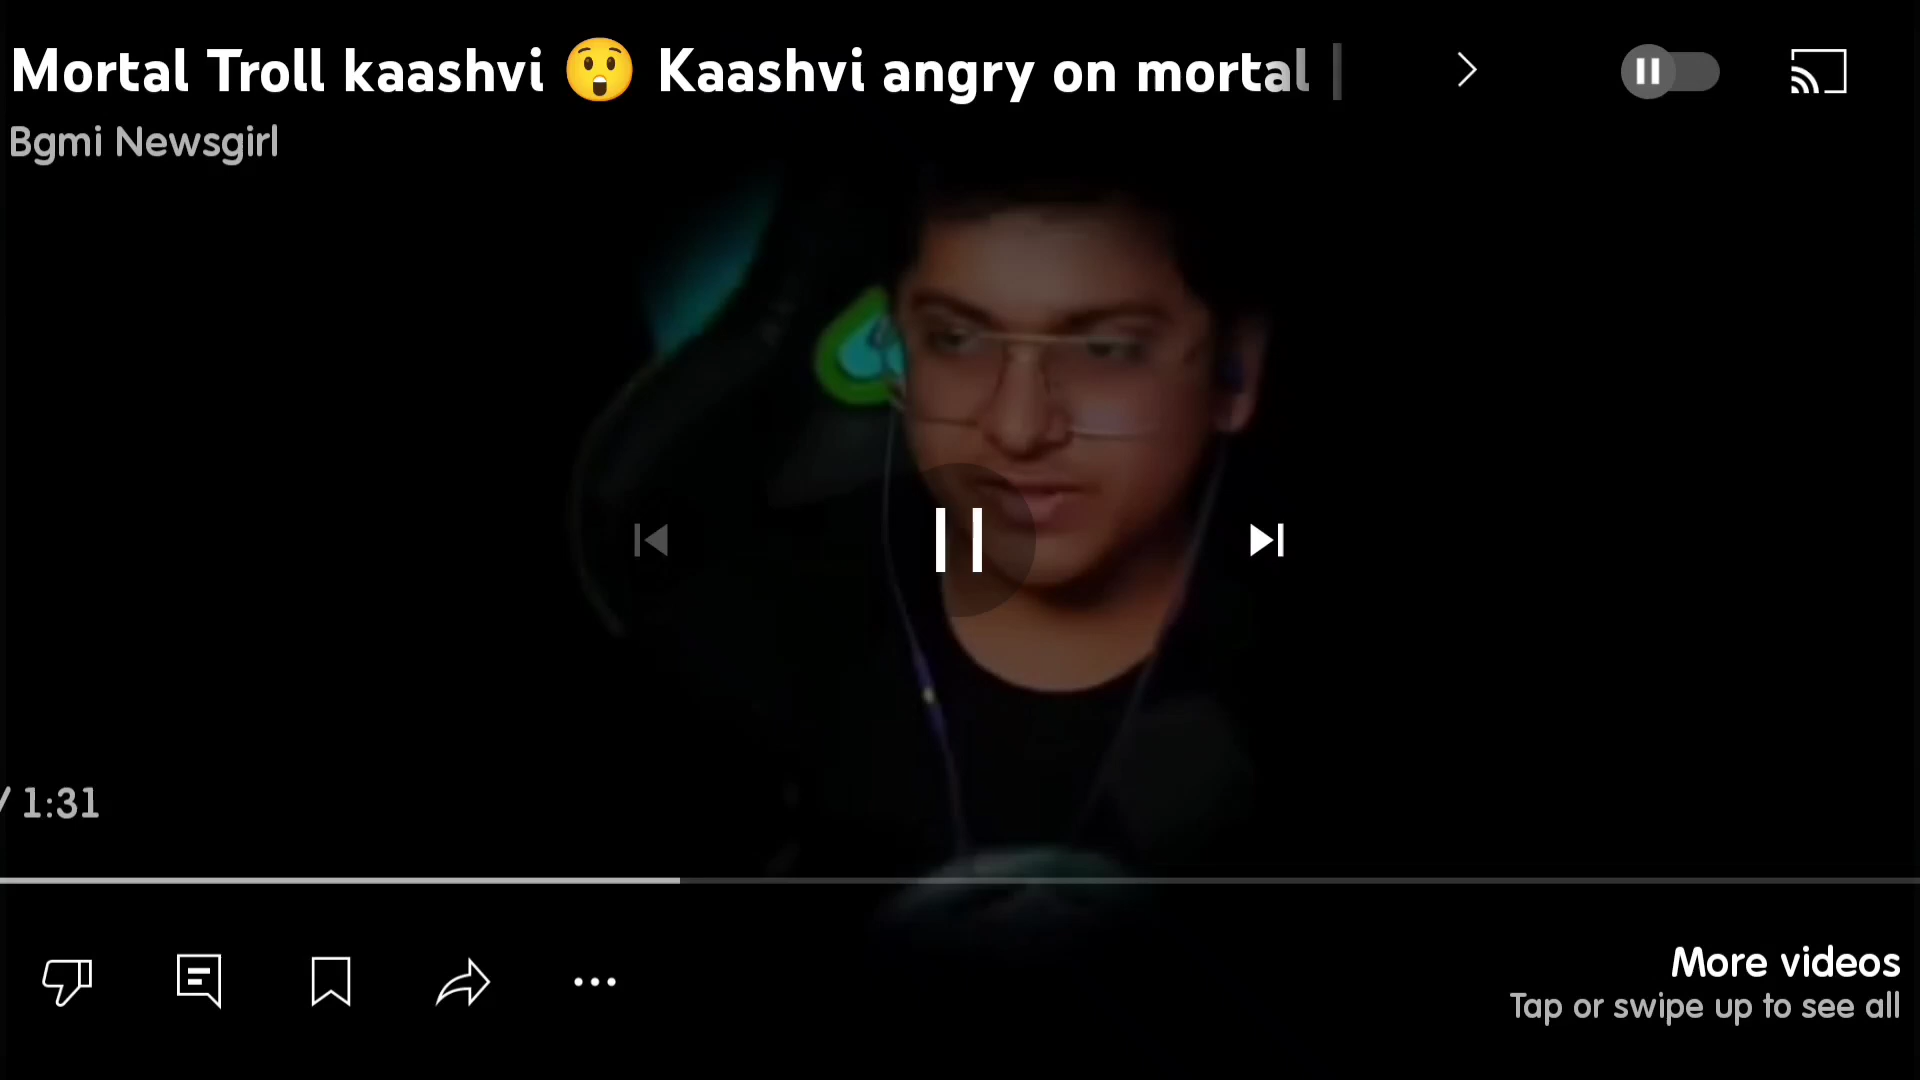 Mortal Troll kaashvi 😲 Kaashvi angry on mortal |
Bgmi Newsgirl
/ 1:31
More videos
Tap or swipe up to see all